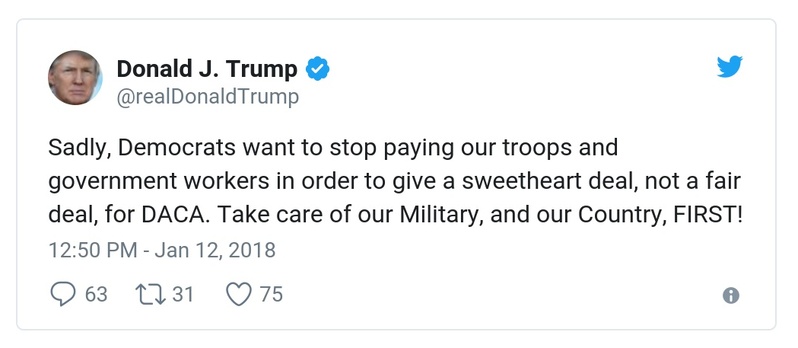 Donald J. Trump
@realDonaldTrump
Sadly, Democrats want to stop paying our troops and
government workers in order to give a sweetheart deal, not a fair
deal, for DACA. Take care of our Military, and our Country, FIRST!
12:50 PM - Jan 12, 2018
63 31 75